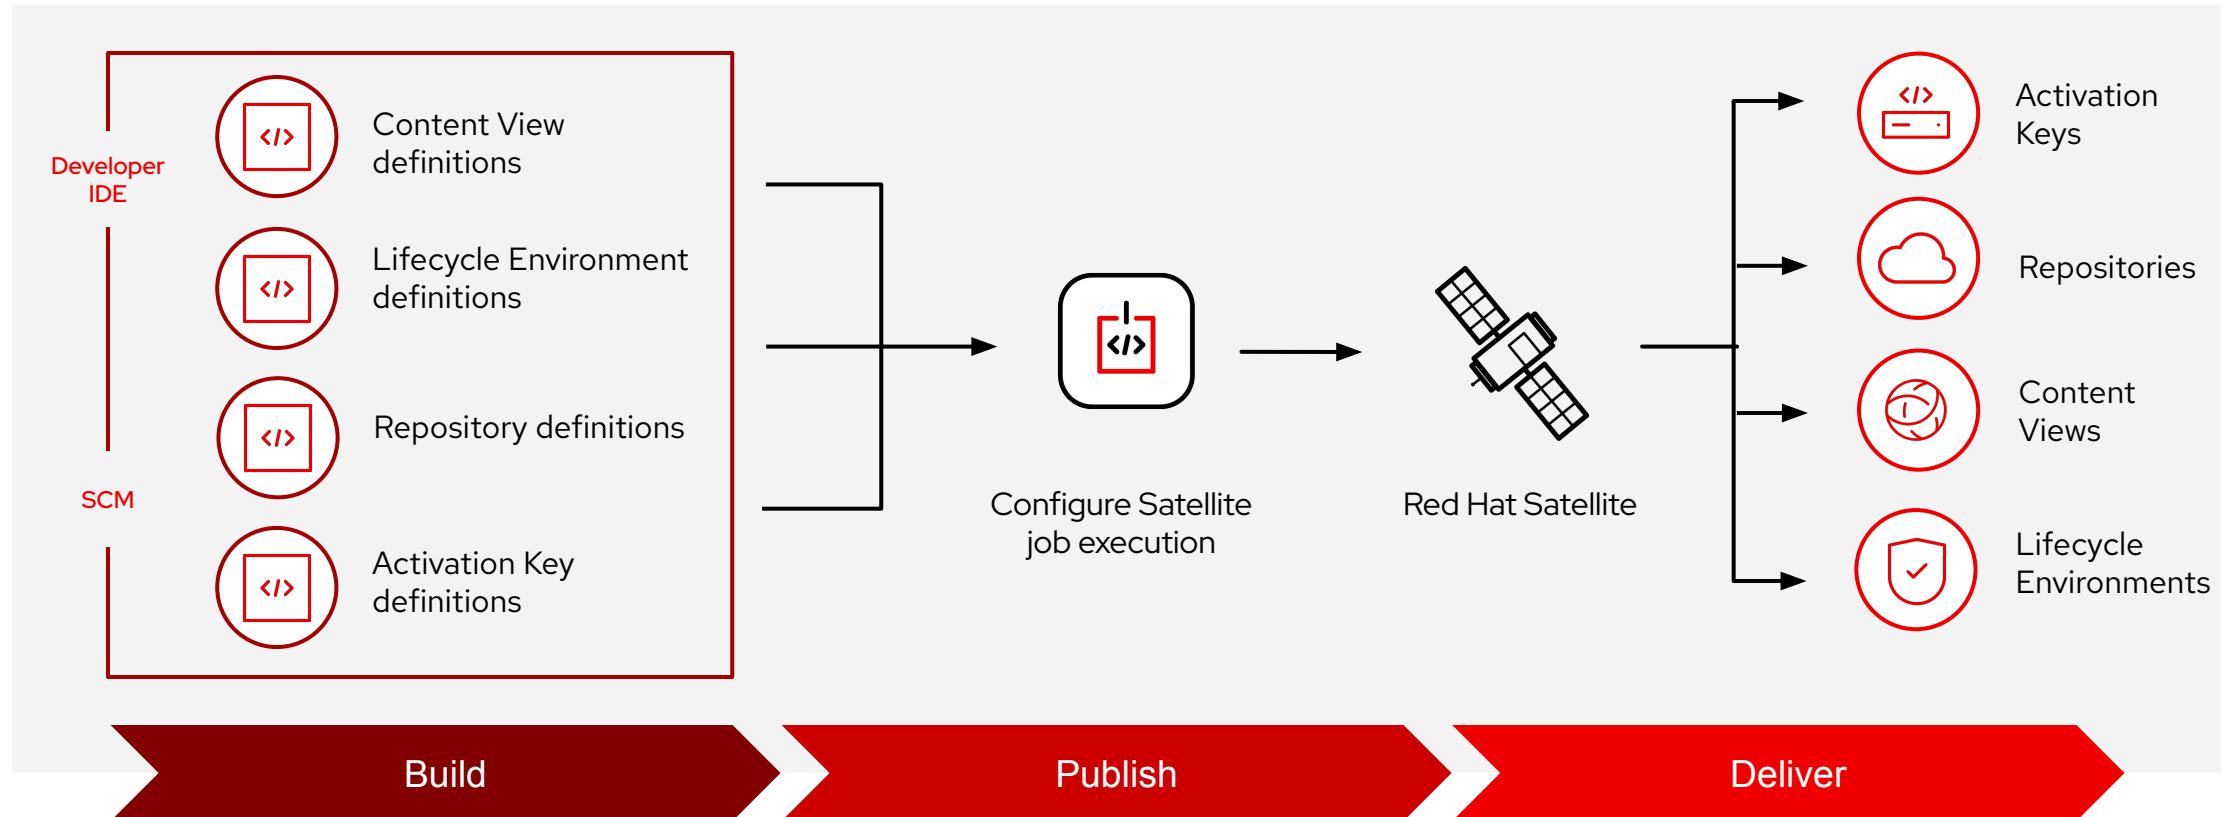 Developer
IDE
SCM
Content View
definitions
Lifecycle Environment
definitions
Repository definitions
Activation Key
definitions
Configure Satellite
job execution
Red Hat Satellite
Activation
Keys
Repositories
Content
Views
Lifecycle
Environments
Build
Publish
Deliver